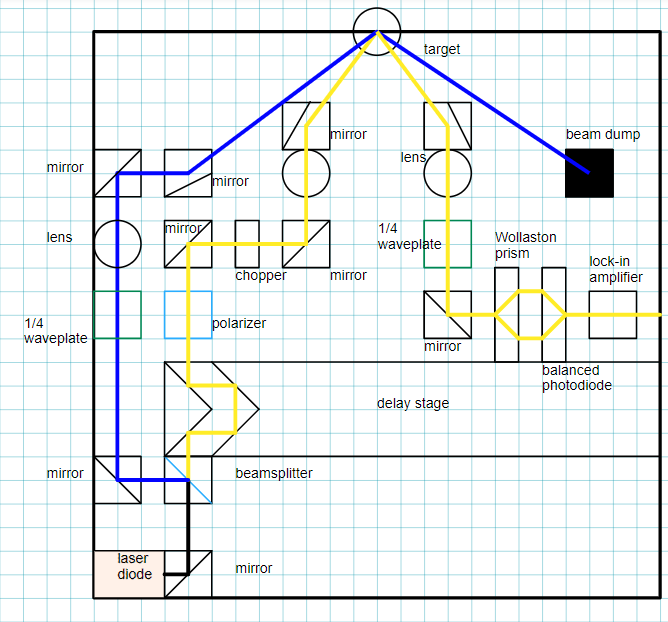 target
mirror
beam dump
lens
mirror
mirror
mirror
1/4
waveplate
Wollaston
prism
lens
lock-in
amplifier
chopper
mirror
1/4
waveplate
polarizer
mirror
balanced
photodiode
delay stage
mirror
beamsplitter
laser
diode
mirror